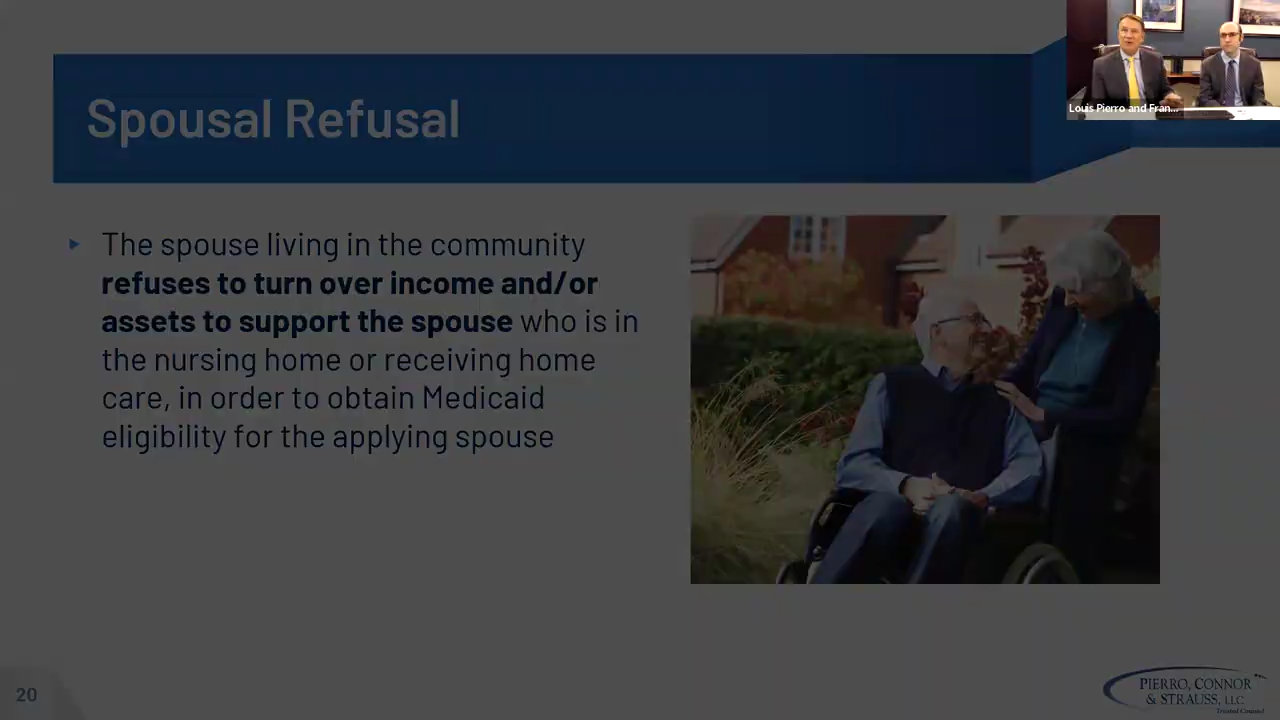 Louis Pierro and Fran...
Spousal Refusal
The spouse living in the community
refuses to turn over income and/or
assets to support the spouse who is in
the nursing home or receiving home
care, in order to obtain Medicaid
eligibility for the applying spouse
20
PIERRO, CONNOR
& STRAUSS, LLC
Trusted Counsel